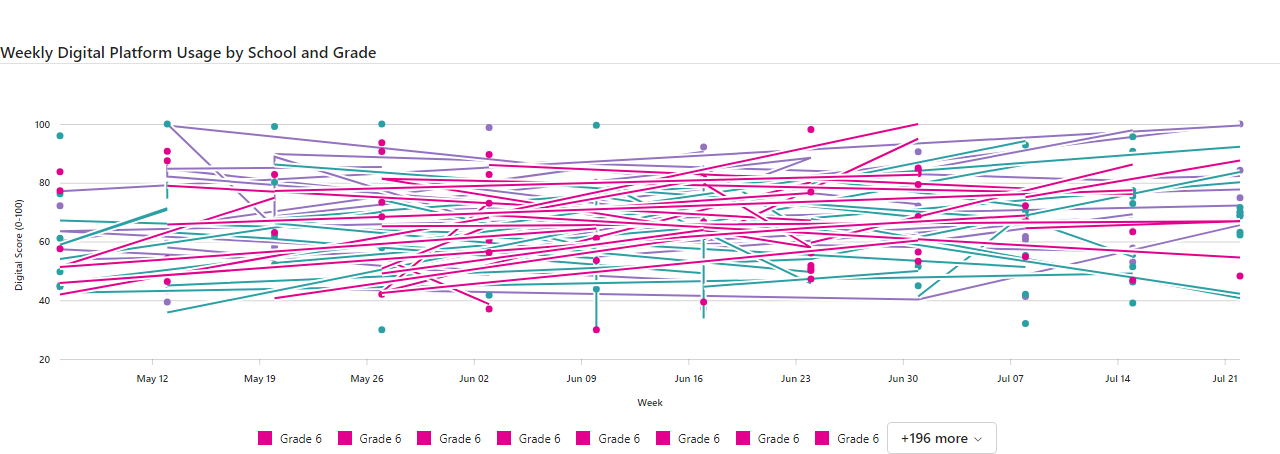 Weekly Digital Platform Usage by School and Grade
Digital Score (0-100)
100
80
60
40
20
May 12 May 19 May 26 Jun 02 Jun 09 Jun 16 Jun 23 Jun 30 Jul 07 Jul 14 Jul 21
Week
Grade 6 Grade 6 Grade 6 Grade 6 Grade 6 Grade 6 Grade 6 Grade 6 +196 more